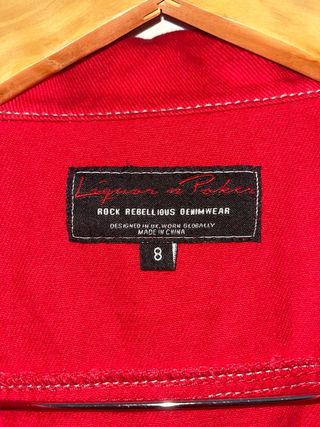 Liquor n Poker
ROCK REBELLIOUS DENIMWEAR
DESIGNED IN UK, WORN GLOBALLY
MADE IN CHINA
8